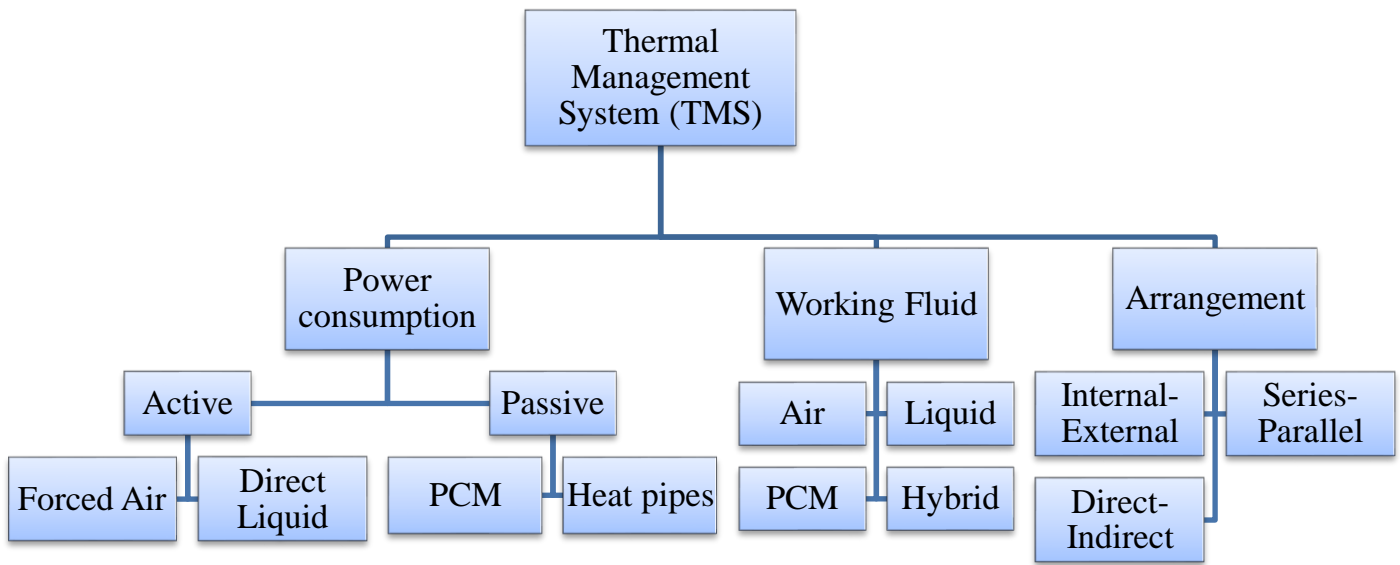 Thermal
Management
System (TMS)
Power
consumption
Working Fluid
Arrangement
Active
Passive
Air
Liquid
Internal-
External
Series-
Parallel
Forced Air
Direct
Liquid
PCM
Heat pipes
PCM
Hybrid
Direct-
Indirect